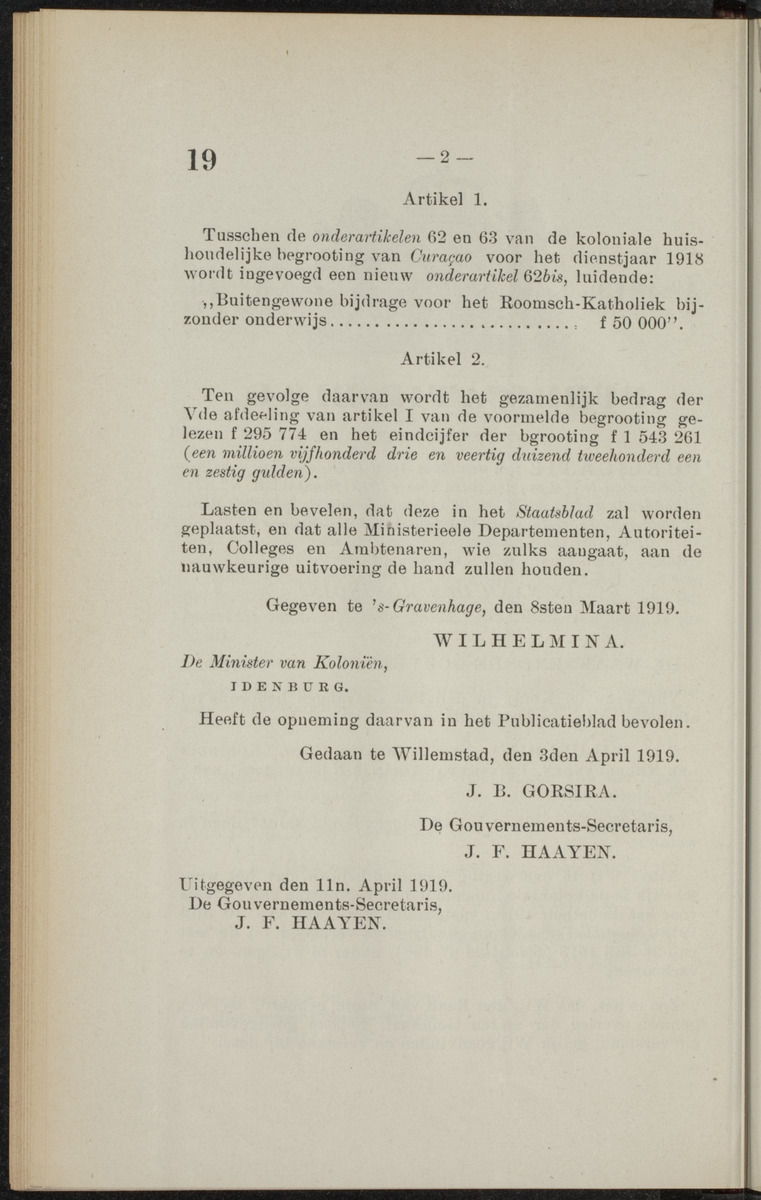 19
— 2 —
Artikel 1.
Tusschen de onderartikelen 62 en 63 van de koloniale huis-
houdelijke begrooting van Curaçao voor het dienstjaar 1918
wordt ingevoegd een nieuw onderartikel 62bis, luidende:
„Buitengewone bijdrage voor het Roomsch-Katholiek bij-
zonder onderwijs............................ f 50 000”.
Artikel 2.
Ten gevolge daarvan wordt het gezamenlijk bedrag der
Vde afdeeling van artikel I van de voormelde begrooting ge-
lezen f 295 774 en het eindcijfer der bgrooting f 1 543 261
(een millioen vijfhonderd drie en veertig duizend tweehonderd een
en zestig gulden).
Lasten en bevelen, dat deze in het Staatsblad zal worden
geplaatst, en dat alle Ministerieele Departementen, Autoritei-
ten, Colleges en Ambtenaren, wie zulks aangaat, aan de
nauwkeurige uitvoering de hand zullen houden.
Gegeven te 's-Gravenhage, den 8sten Maart 1919.
WILHELMINA.
De Minister van Koloniën,
IDENBURG.
Heeft de opneming daarvan in het Publicatieblad bevolen.
Gedaan te Willemstad, den 3den April 1919.
J. B. GORSIRA.
De Gouvernements-Secretaris,
J. F. HAAYEN.
Uitgegeven den 11n. April 1919.
De Gouvernements-Secretaris,
J. F. HAAYEN.